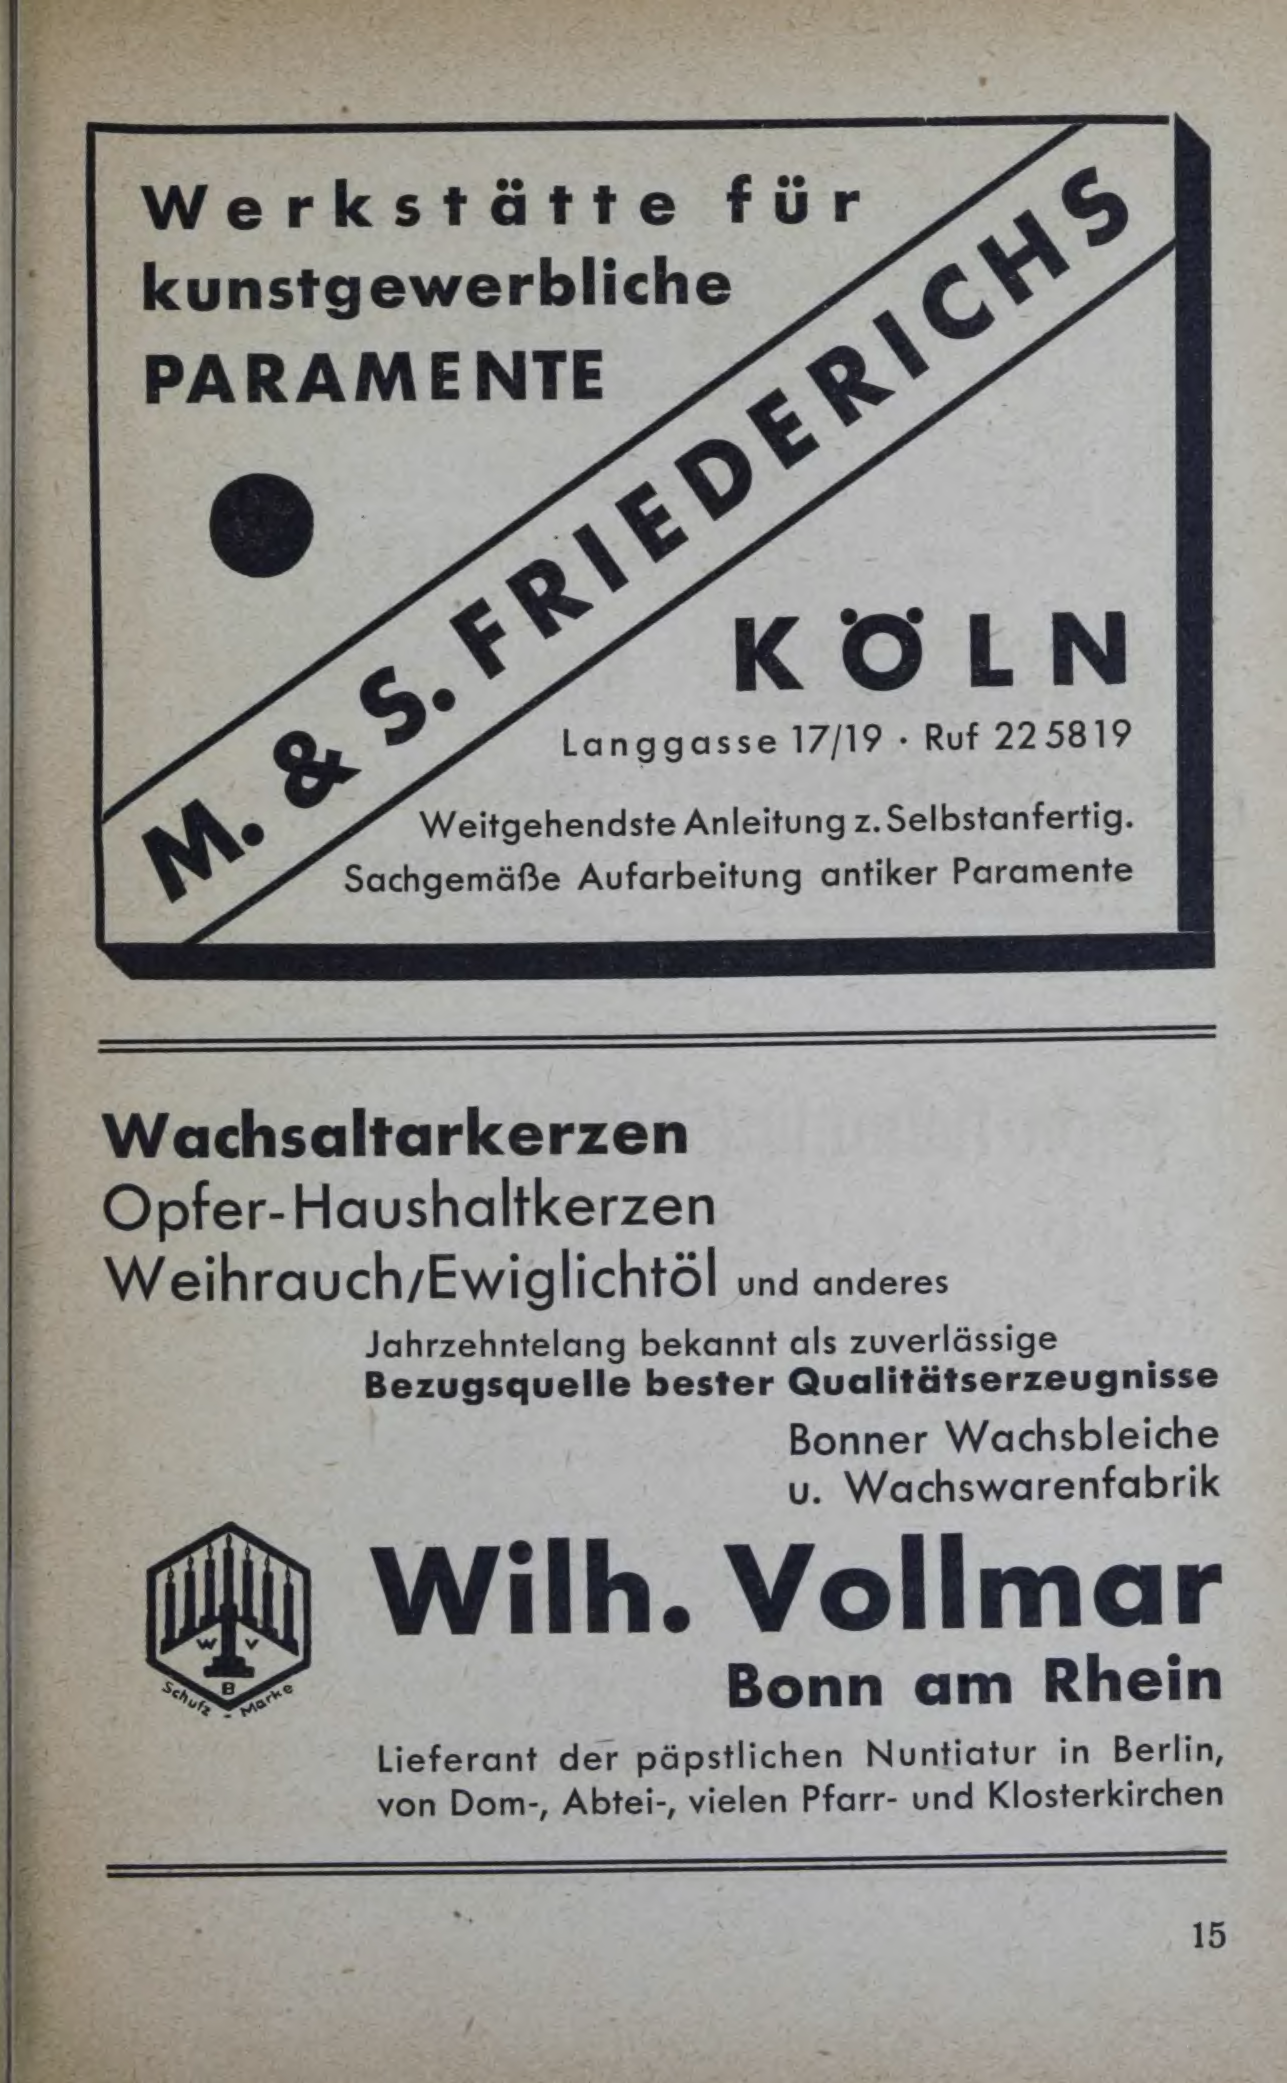 Werkstätte für
kunstgewerbliche
PARAMENTE
M. & S. FRIEDERICHS
KÖLN
Langgasse 17/19 · Ruf 22 58 19
Weitgehendste Anleitung z. Selbstanfertig.
Sachgemäße Aufarbeitung antiker Paramente
Wachsaltarkerzen
Opfer-Haushaltkerzen
Weihrauch/Ewiglichtöl und anderes
Jahrzehntelang bekannt als zuverlässige
Bezugsquelle bester Qualitätserzeugnisse
Bonner Wachsbleiche
u. Wachswarenfabrik
Wilh. Vollmar
Bonn am Rhein
W V
B
Schutz - Marke
Lieferant der päpstlichen Nuntiatur in Berlin,
von Dom-, Abtei-, vielen Pfarr- und Klosterkirchen
15